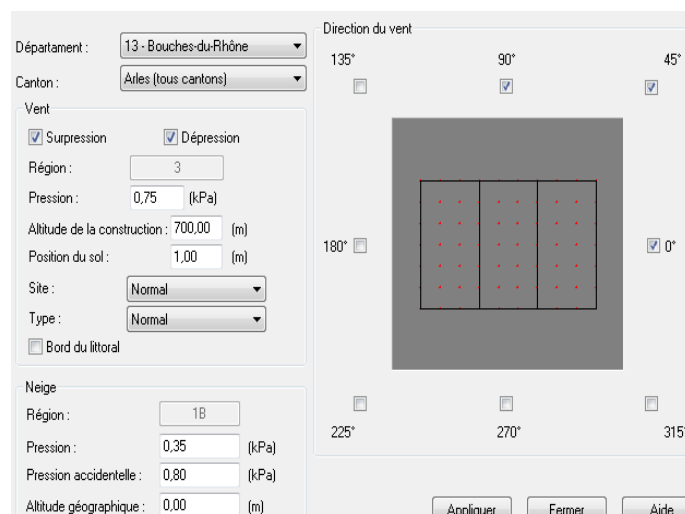 Direction du vent
Départament : 13 - Bouches-du-Rhône
Canton : Arles (tous cantons)
Vent
Surpression Dépression
Région : 3
Pression : 0,75 (kPa)
Altitude de la construction : 700,00 (m)
Position du sol : 1,00 (m)
Site : Normal
Type : Normal
Bord du littoral
Neige
Région : 1B
Pression : 0,35 (kPa)
Pression accidentelle : 0,80 (kPa)
Altitude géographique : 0,00 (m)
135° 90° 45°
180° 0°
225° 270° 315°
Appliquer Fermer Aide